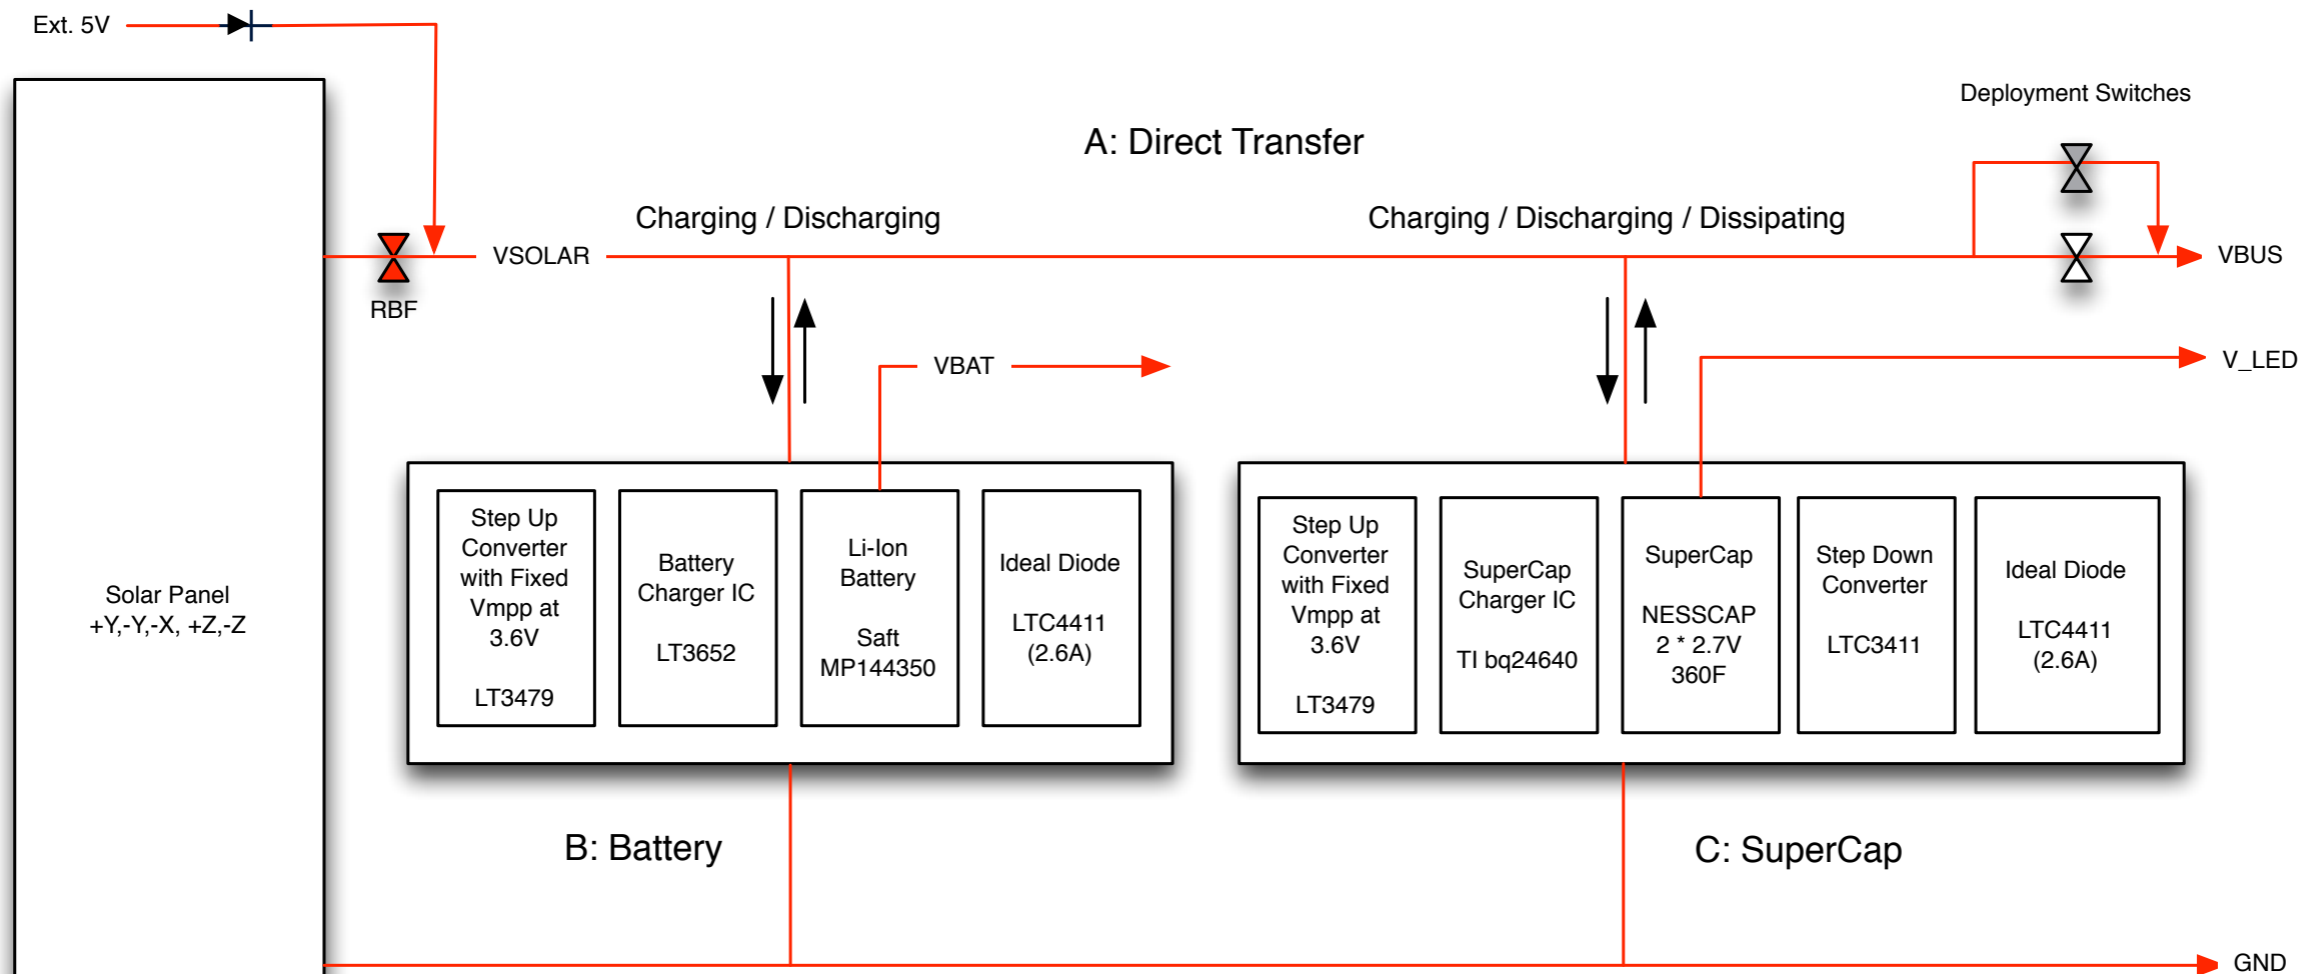 Ext. 5V
Deployment Switches
A: Direct Transfer
Charging / Discharging
Charging / Discharging / Dissipating
VSOLAR
VBUS
RBF
VBAT
V_LED
Solar Panel
+Y,-Y,-X, +Z,-Z
Step Up
Converter
with Fixed
Vmpp at
3.6V
LT3479
Battery
Charger IC
LT3652
Li-Ion
Battery
Saft
MP144350
Ideal Diode
LTC4411
(2.6A)
Step Up
Converter
with Fixed
Vmpp at
3.6V
LT3479
SuperCap
Charger IC
TI bq24640
SuperCap
NESSCAP
2 * 2.7V
360F
Step Down
Converter
LTC3411
Ideal Diode
LTC4411
(2.6A)
B: Battery
C: SuperCap
GND